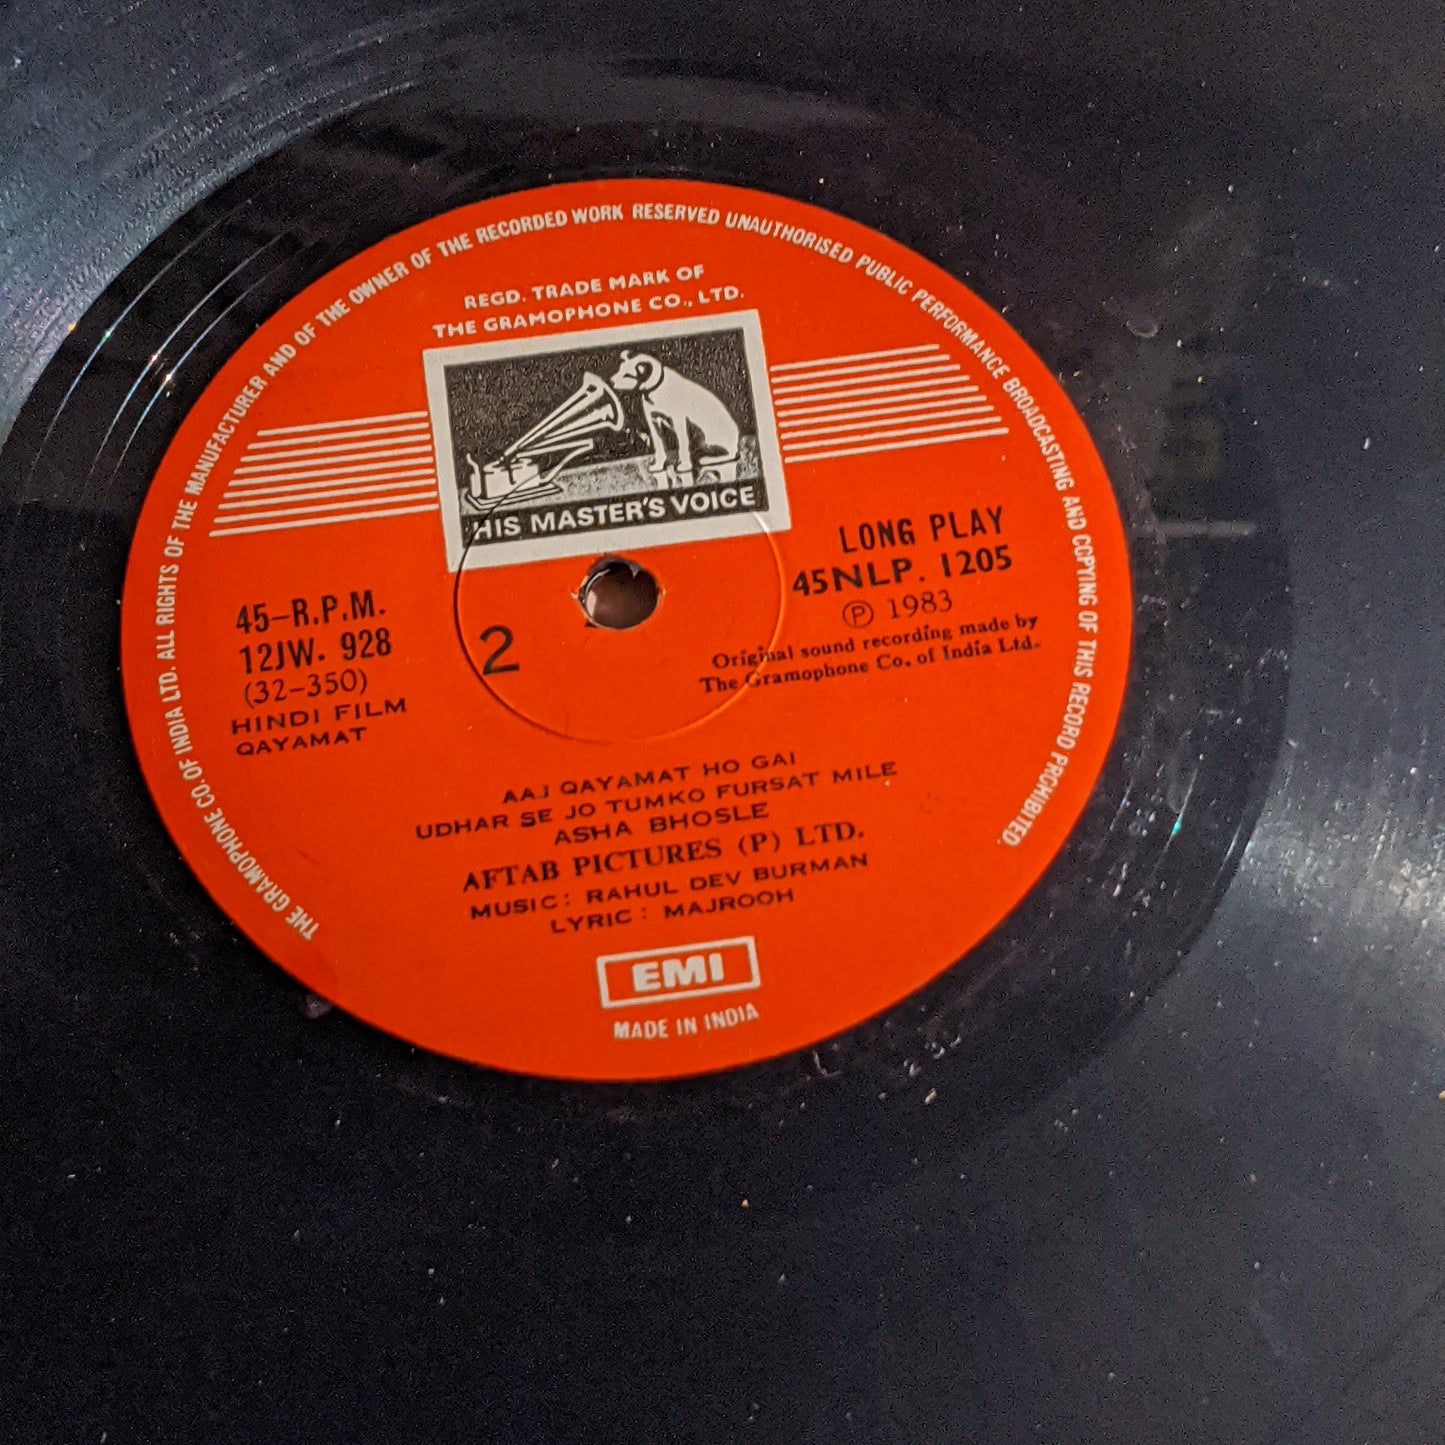 THE GRAMOPHONE CO. OF INDIA LTD. ALL RIGHTS OF THE MANUFACTURER AND OF THE OWNER OF THE RECORDED WORK RESERVED UNAUTHORISED PUBLIC PERFORMANCE BROADCASTING AND COPYING OF THIS RECORD PROHIBITED
REGD. TRADE MARK OF
THE GRAMOPHONE CO., LTD.
HIS MASTER'S VOICE
LONG PLAY
45NLP. 1205
℗ 1983
Original sound recording made by
The Gramophone Co. of India Ltd.
45-R.P.M.
12JW. 928
(32-350)
HINDI FILM
QAYAMAT
2
AAJ QAYAMAT HO GAI
UDHAR SE JO TUMKO FURSAT MILE
ASHA BHOSLE
AFTAB PICTURES (P) LTD.
MUSIC: RAHUL DEV BURMAN
LYRIC: MAJROOH
EMI
MADE IN INDIA